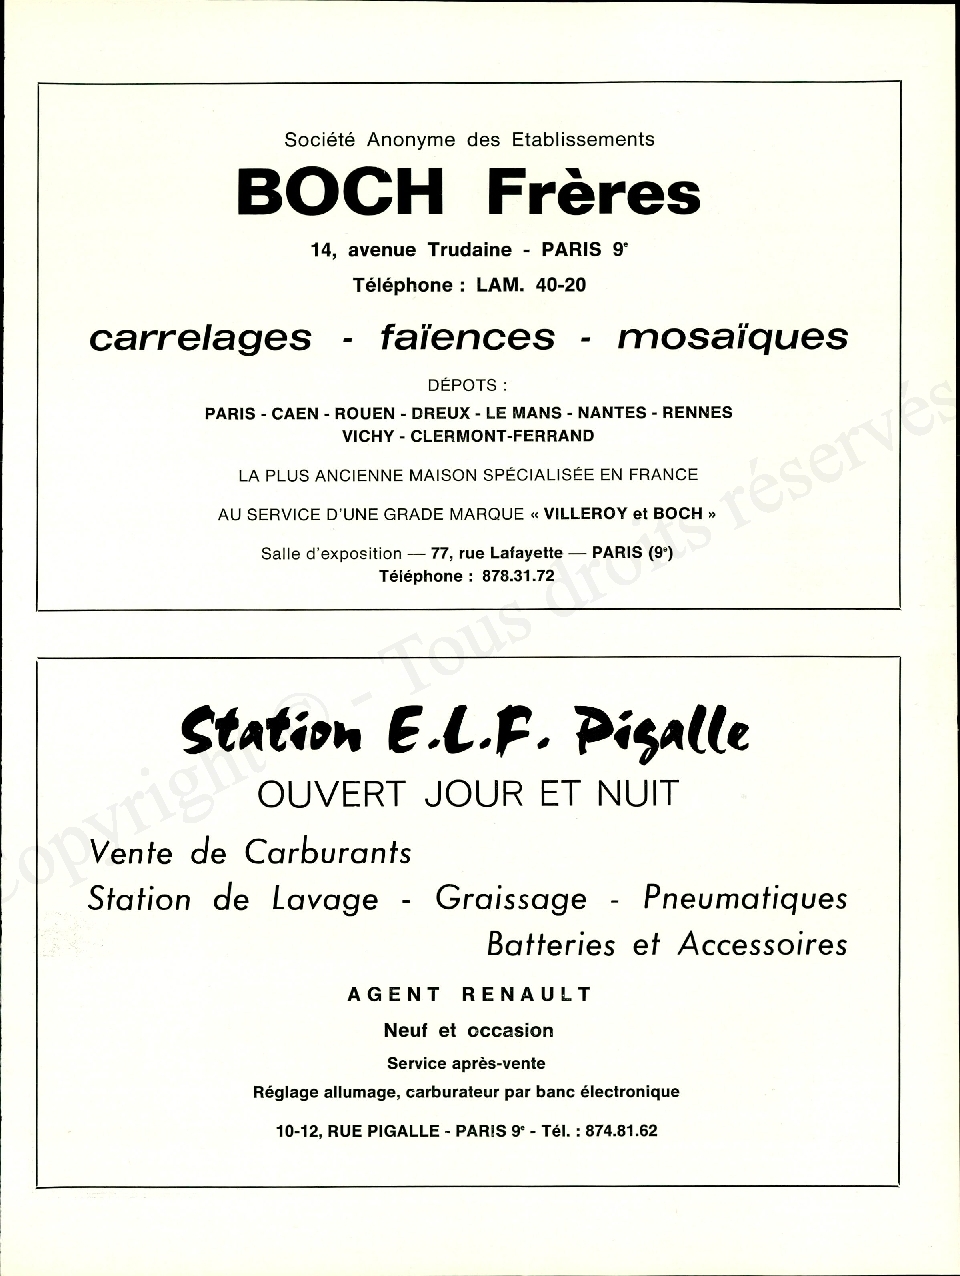 Société Anonyme des Etablissements
BOCH Frères
14, avenue Trudaine - PARIS 9e
Téléphone : LAM. 40-20
carrelages - faïences - mosaïques
DÉPOTS :
PARIS - CAEN - ROUEN - DREUX - LE MANS - NANTES - RENNES
VICHY - CLERMONT-FERRAND
LA PLUS ANCIENNE MAISON SPÉCIALISÉE EN FRANCE
AU SERVICE D'UNE GRADE MARQUE « VILLEROY et BOCH »
Salle d'exposition — 77, rue Lafayette — PARIS (9e)
Téléphone : 878.31.72
Station E.L.F. Pigalle
OUVERT JOUR ET NUIT
Vente de Carburants
Station de Lavage - Graissage - Pneumatiques
Batteries et Accessoires
AGENT RENAULT
Neuf et occasion
Service après-vente
Réglage allumage, carburateur par banc électronique
10-12, RUE PIGALLE - PARIS 9e - Tél. : 874.81.62
Copyright © - Tous droits réservés